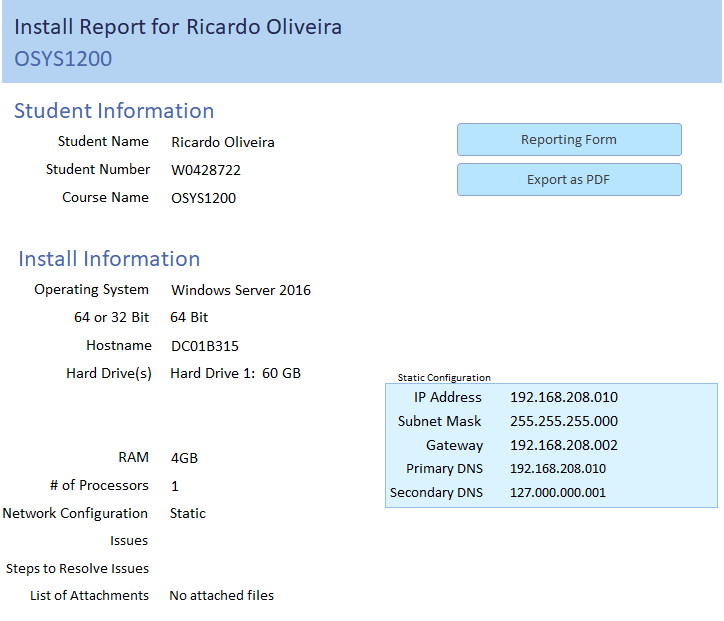 Install Report for Ricardo Oliveira
OSYS1200
Student Information
Student Name Ricardo Oliveira
Student Number W0428722
Course Name OSYS1200
Reporting Form
Export as PDF
Install Information
Operating System Windows Server 2016
64 or 32 Bit 64 Bit
Hostname DC01B315
Hard Drive(s) Hard Drive 1: 60 GB
Static Configuration
IP Address 192.168.208.010
Subnet Mask 255.255.255.000
Gateway 192.168.208.002
Primary DNS 192.168.208.010
Secondary DNS 127.000.000.001
RAM 4GB
# of Processors 1
Network Configuration Static
Issues
Steps to Resolve Issues
List of Attachments No attached files